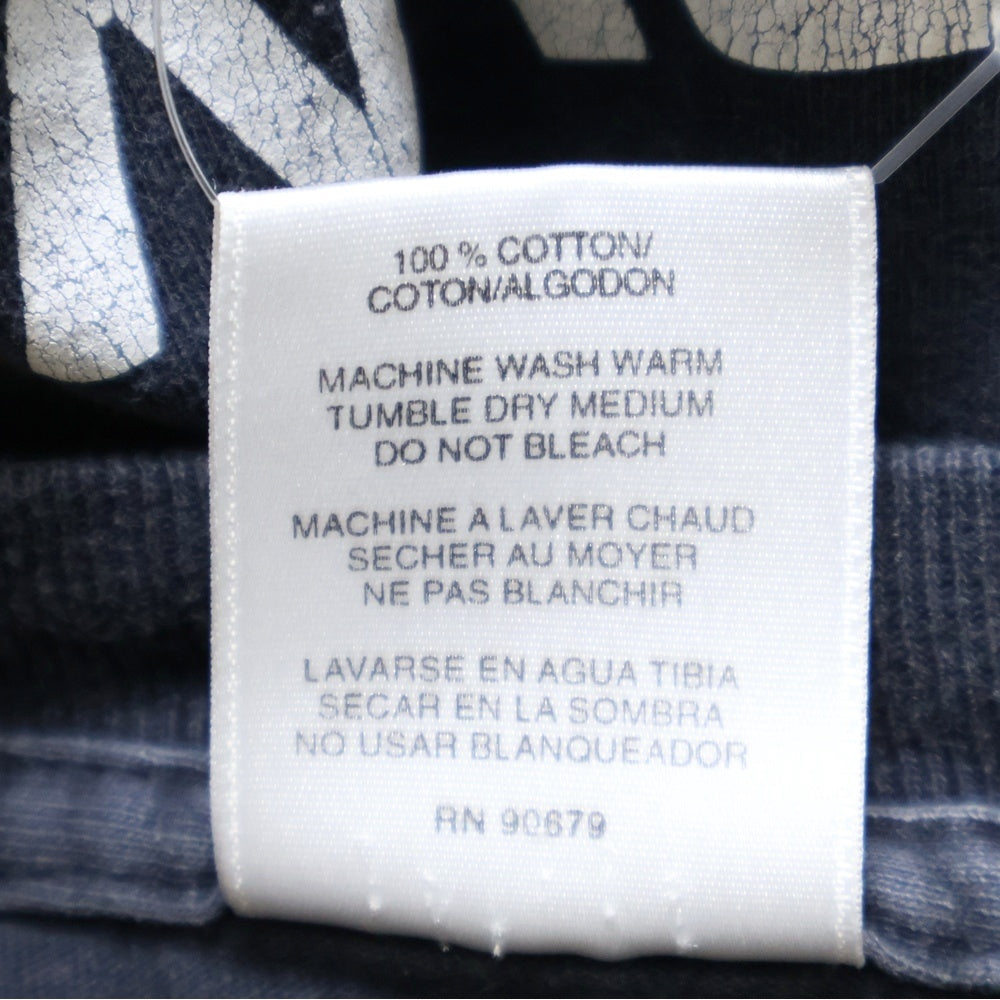 100 % COTTON/
COTON/ALGODON
MACHINE WASH WARM
TUMBLE DRY MEDIUM
DO NOT BLEACH
MACHINE A LAVER CHAUD
SECHER AU MOYER
NE PAS BLANCHIR
LAVARSE EN AGUA TIBIA
SECAR EN LA SOMBRA
NO USAR BLANQUEADOR
RN 90679